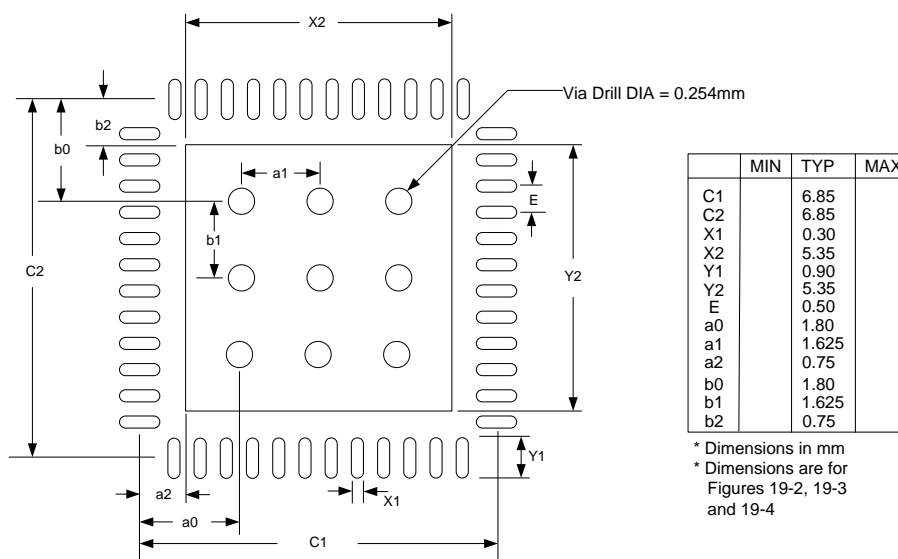 X2
Via Drill DIA = 0.254mm
b2
b0
a1
E
b1
C2
Y2
Y1
a2
X1
a0
C1
MIN TYP MAX
C1 6.85
C2 6.85
X1 0.30
X2 5.35
Y1 0.90
Y2 5.35
E 0.50
a0 1.80
a1 1.625
a2 0.75
b0 1.80
b1 1.625
b2 0.75
* Dimensions in mm
* Dimensions are for
Figures 19-2, 19-3
and 19-4